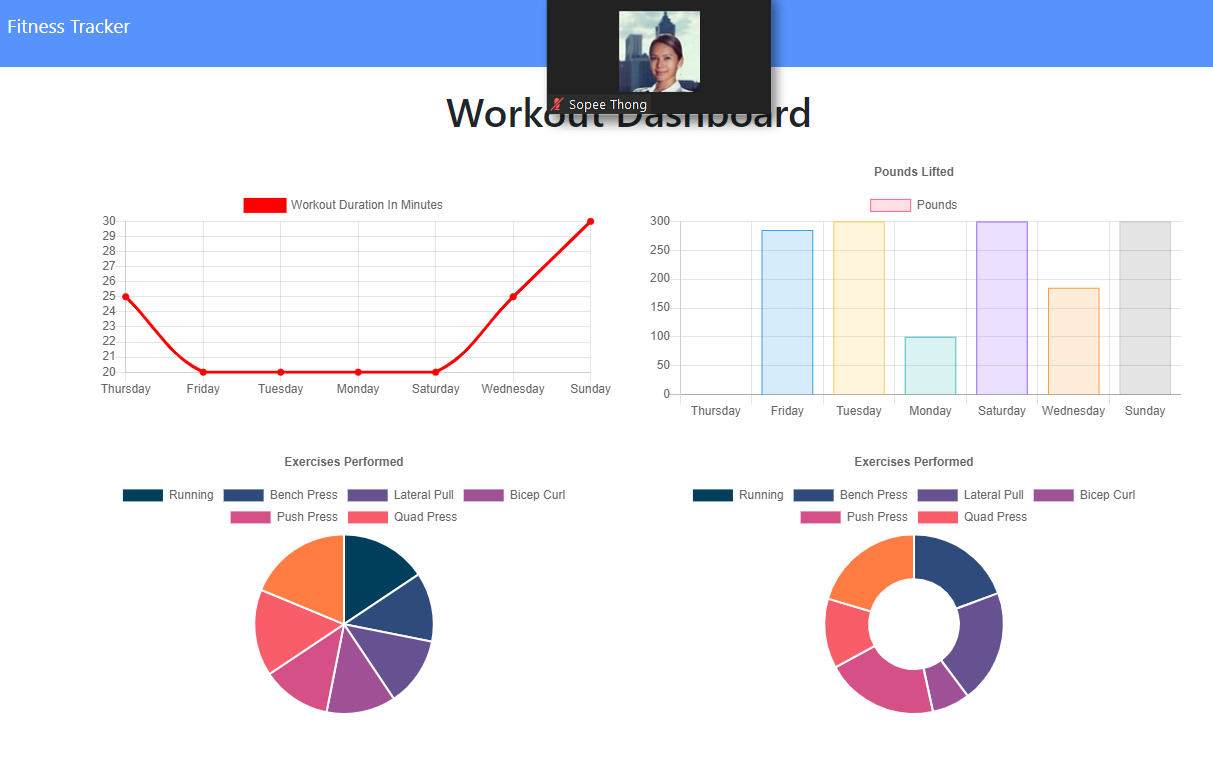 Fitness Tracker
Sopee Thong
Workout Dashboard
Workout Duration In Minutes
30
29
28
27
26
25
24
23
22
21
20
Thursday Friday Tuesday Monday Saturday Wednesday Sunday
Pounds Lifted
Pounds
300
250
200
150
100
50
0
Thursday Friday Tuesday Monday Saturday Wednesday Sunday
Exercises Performed
Running Bench Press Lateral Pull Bicep Curl
Push Press Quad Press
Exercises Performed
Running Bench Press Lateral Pull Bicep Curl
Push Press Quad Press